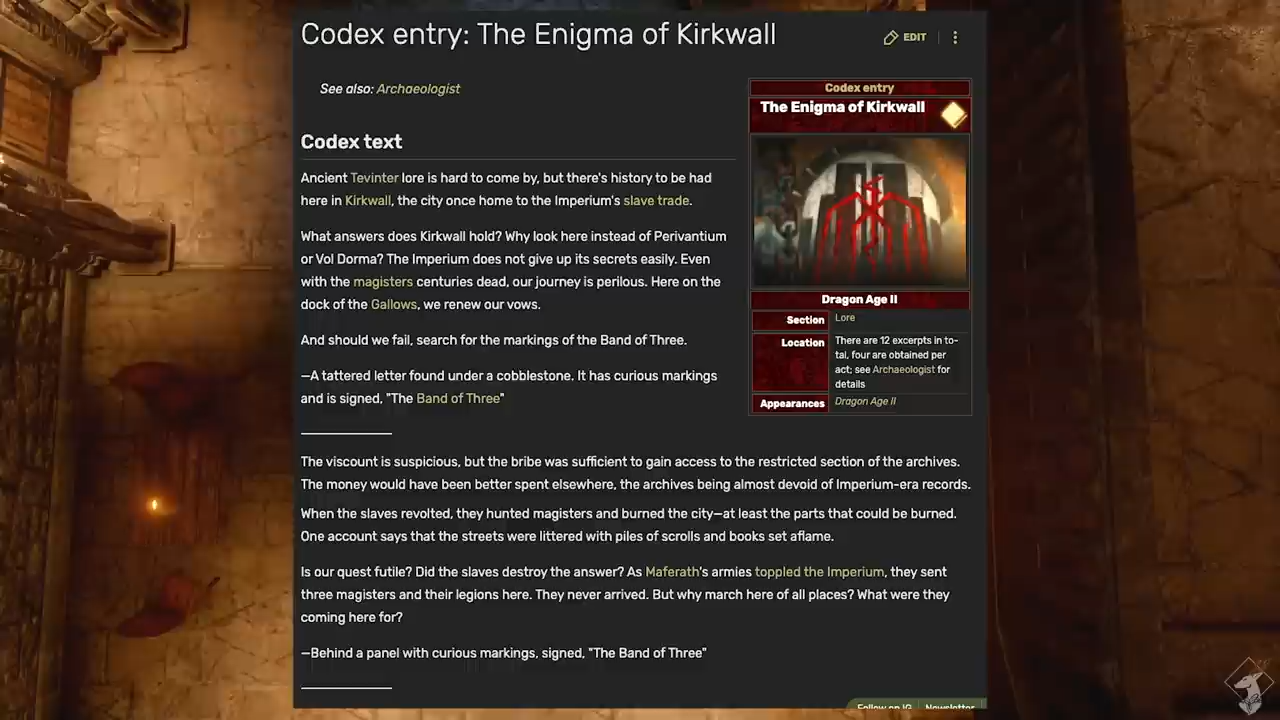 Codex entry: The Enigma of Kirkwall
EDIT
See also: Archaeologist
Codex text
Ancient Tevinter lore is hard to come by, but there's history to be had
here in Kirkwall, the city once home to the Imperium's slave trade.
What answers does Kirkwall hold? Why look here instead of Perivantium
or Vol Dorma? The Imperium does not give up its secrets easily. Even
with the magisters centuries dead, our journey is perilous. Here on the
dock of the Gallows, we renew our vows.
And should we fail, search for the markings of the Band of Three.
—A tattered letter found under a cobblestone. It has curious markings
and is signed, "The Band of Three"
Codex entry
The Enigma of Kirkwall
Dragon Age II
Section Lore
Location There are 12 excerpts in to-
tal, four are obtained per
act; see Archaeologist for
details
Appearances Dragon Age II
The viscount is suspicious, but the bribe was sufficient to gain access to the restricted section of the archives.
The money would have been better spent elsewhere, the archives being almost devoid of Imperium-era records.
When the slaves revolted, they hunted magisters and burned the city—at least the parts that could be burned.
One account says that the streets were littered with piles of scrolls and books set aflame.
Is our quest futile? Did the slaves destroy the answer? As Maferath's armies toppled the Imperium, they sent
three magisters and their legions here. They never arrived. But why march here of all places? What were they
coming here for?
—Behind a panel with curious markings, signed, "The Band of Three"
Follow on IG Newsletter